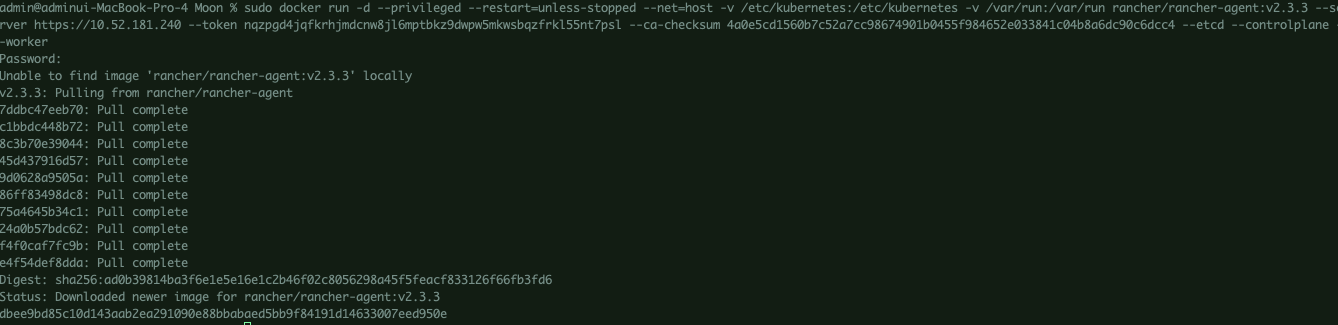 admin@adminui-MacBook-Pro-4 Moon % sudo docker run -d --privileged --restart=unless-stopped --net=host -v /etc/kubernetes:/etc/kubernetes -v /var/run:/var/run rancher/rancher-agent:v2.3.3 --se
rver https://10.52.181.240 --token nqzpgd4jqfkrhjmdcnw8jl6mptbkz9dwpw5mkwsbqzfrkl55nt7psl --ca-checksum 4a0e5cd1560b7c52a7cc98674901b0455f984652e033841c04b8a6dc90c6dcc4 --etcd --controlplane -
-worker
Password:
Unable to find image 'rancher/rancher-agent:v2.3.3' locally
v2.3.3: Pulling from rancher/rancher-agent
7ddbc47eeb70: Pull complete
c1bbdc448b72: Pull complete
8c3b70e39044: Pull complete
45d437916d57: Pull complete
9d0628a9505a: Pull complete
86ff83498dc8: Pull complete
75a4645b34c1: Pull complete
24a0b57bdc62: Pull complete
f4f0caf7fc9b: Pull complete
e4f54def8dda: Pull complete
Digest: sha256:ad0b39814ba3f6e1e5e16e1c2b46f02c8056298a45f5feacf833126f66fb3fd6
Status: Downloaded newer image for rancher/rancher-agent:v2.3.3
dbee9bd85c10d143aab2ea291090e88bbabaed5bb9f84191d14633007eed950e